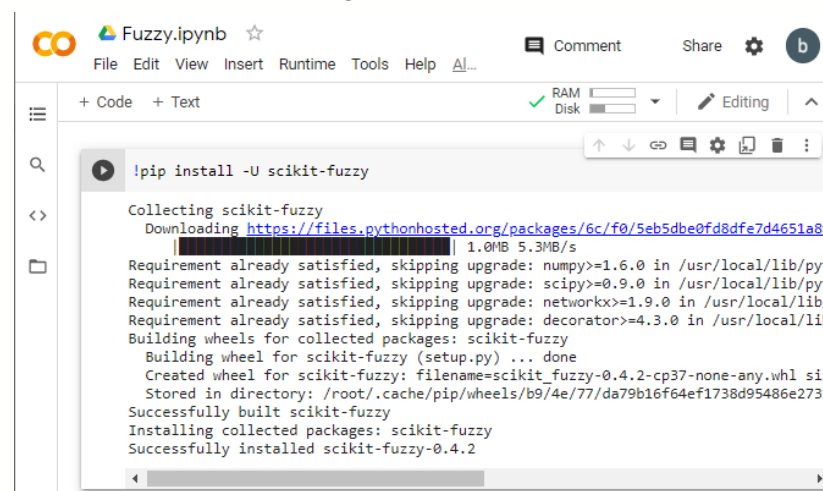 Fuzzy.ipynb
Comment Share b
File Edit View Insert Runtime Tools Help Al...
+ Code + Text
RAM
Disk
Editing
!pip install -U scikit-fuzzy
Collecting scikit-fuzzy
Downloading https://files.pythonhosted.org/packages/6c/f0/5eb5dbe0fd8dfe7d4651a8
1.0MB 5.3MB/s
Requirement already satisfied, skipping upgrade: numpy>=1.6.0 in /usr/local/lib/py
Requirement already satisfied, skipping upgrade: scipy>=0.9.0 in /usr/local/lib/py
Requirement already satisfied, skipping upgrade: networkx>=1.9.0 in /usr/local/lib
Requirement already satisfied, skipping upgrade: decorator>=4.3.0 in /usr/local/li
Building wheels for collected packages: scikit-fuzzy
Building wheel for scikit-fuzzy (setup.py) ... done
Created wheel for scikit-fuzzy: filename=scikit_fuzzy-0.4.2-cp37-none-any.whl si
Stored in directory: /root/.cache/pip/wheels/b9/4e/77/da79b16f64ef1738d95486e273
Successfully built scikit-fuzzy
Installing collected packages: scikit-fuzzy
Successfully installed scikit-fuzzy-0.4.2